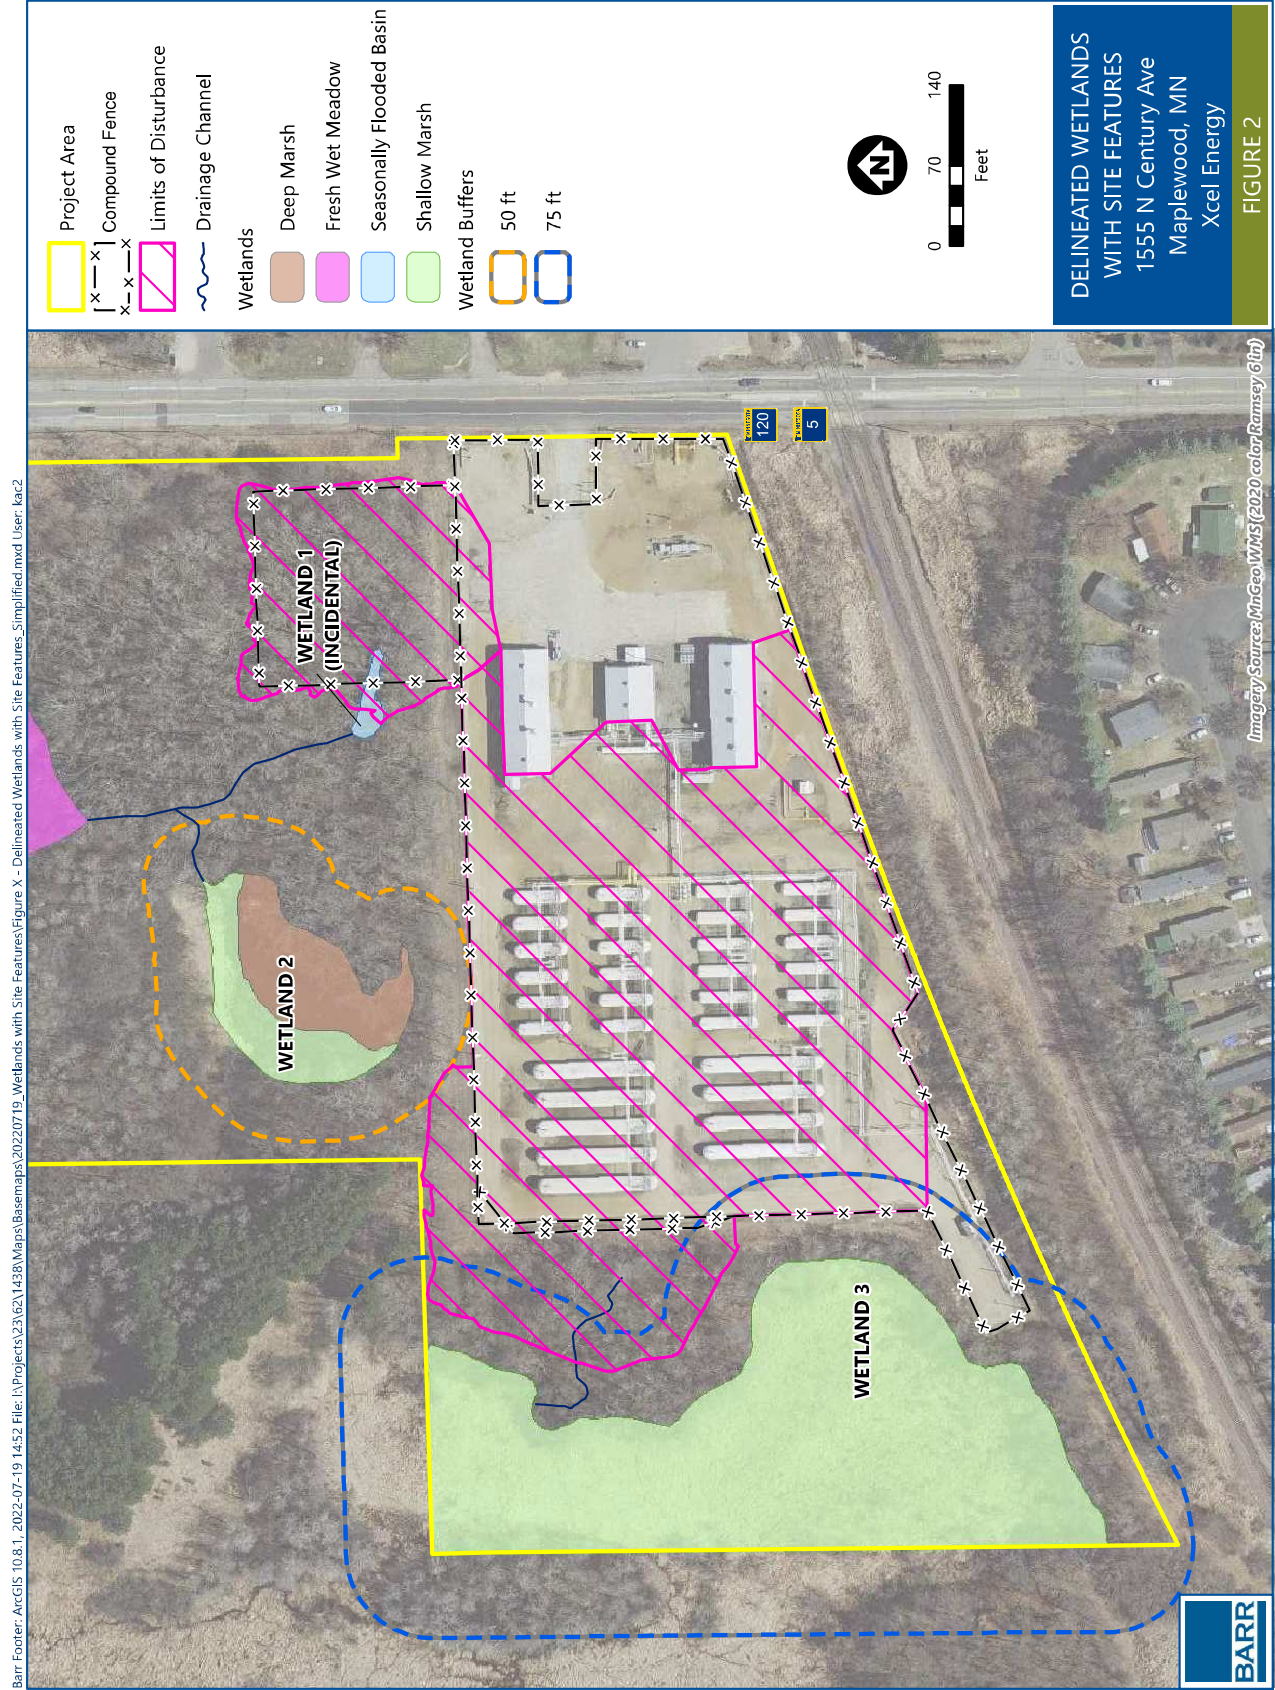 Barr Footer: ArcGIS 10.8.1, 2022-07-19 14:52 File: I:\Projects\23\62\1438\Maps\Basemaps\20220719_Wetlands with Site Features\Figure X - Delineated Wetlands with Site Features_Simplified.mxd User: kac2
WETLAND 1
(INCIDENTAL)
WETLAND 2
WETLAND 3
120
5
Imagery Source: MnGeo WMS (2020 color Ramsey 6 in)
Project Area
Compound Fence
Limits of Disturbance
Drainage Channel
Wetlands
Deep Marsh
Fresh Wet Meadow
Seasonally Flooded Basin
Shallow Marsh
Wetland Buffers
50 ft
75 ft
N
0 70 140
Feet
DELINEATED WETLANDS
WITH SITE FEATURES
1555 N Century Ave
Maplewood, MN
Xcel Energy
FIGURE 2
BARR